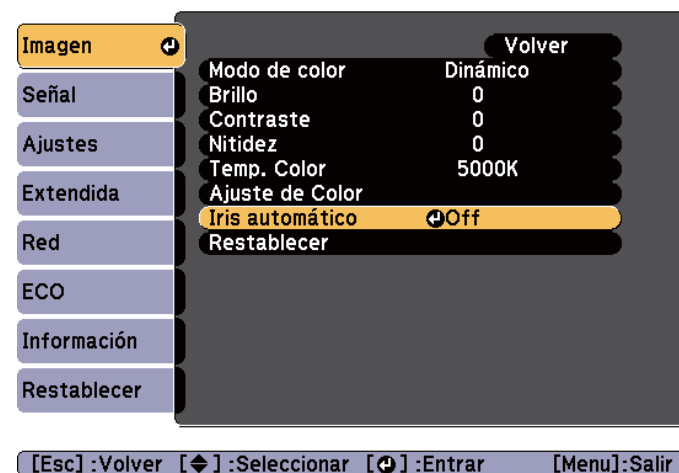 Imagen
Señal
Ajustes
Extendida
Red
ECO
Información
Restablecer
Volver
Modo de color Dinámico
Brillo 0
Contraste 0
Nitidez 0
Temp. Color 5000K
Ajuste de Color
Iris automático Off
Restablecer
[Esc] :Volver [ ] :Seleccionar [ ] :Entrar [Menu]:Salir